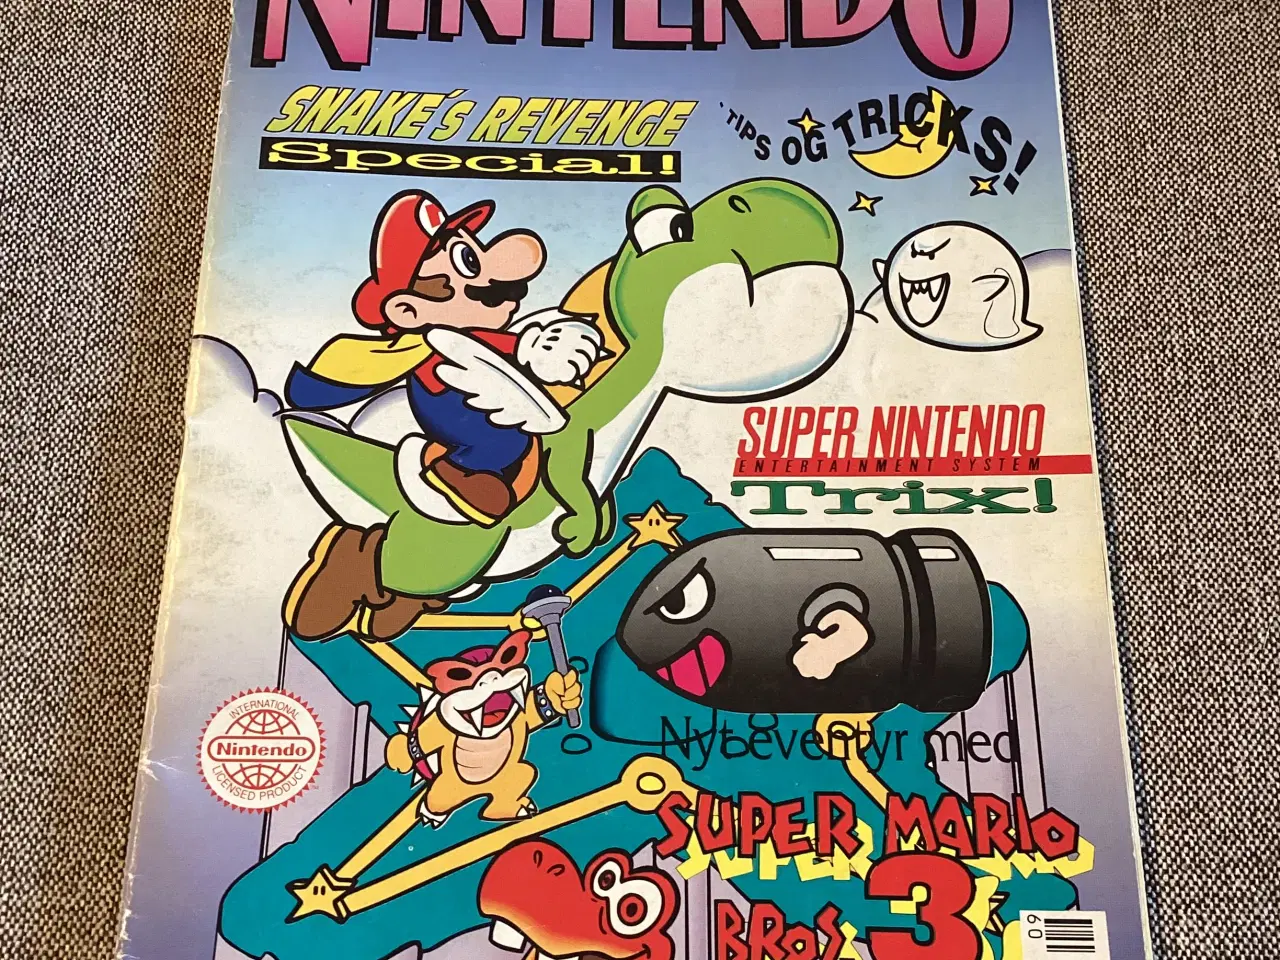 NINTENDO
SNAKE'S REVENGE
Special!
TIPS OG TRICKS!
SUPER NINTENDO
ENTERTAINMENT SYSTEM
Trix!
M
INTERNATIONAL
Nintendo
LICENSED PRODUCT
Nyt eventyr med
SUPER MARIO
BROS. 3
09